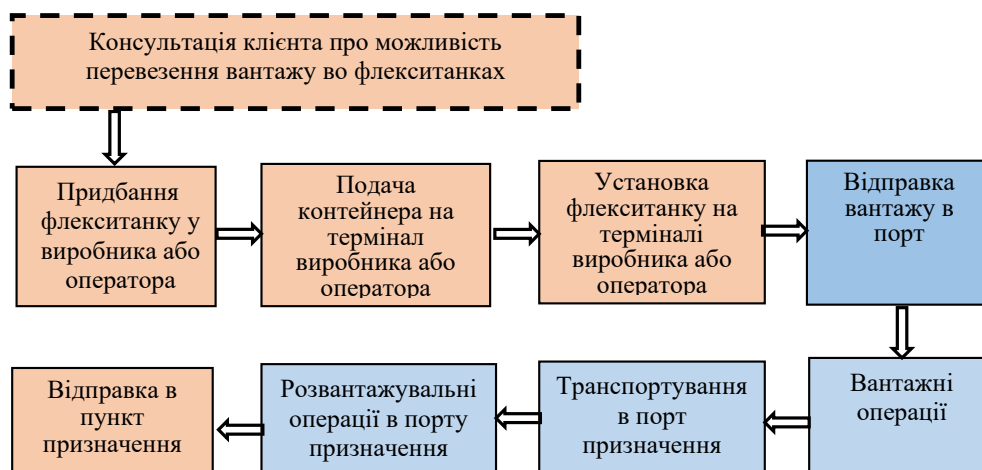 Консультація клієнта про можливість
перевезення вантажу во флекситанках
Придбання
флекситанку у
виробника або
оператора
Подача
контейнера на
термінал
виробника або
оператора
Установка
флекситанку на
терміналі
виробника або
оператора
Відправка
вантажу в
порт
Вантажні
операції
Транспортування
в порт
призначення
Розвантажувальні
операції в порту
призначення
Відправка в
пункт
призначення